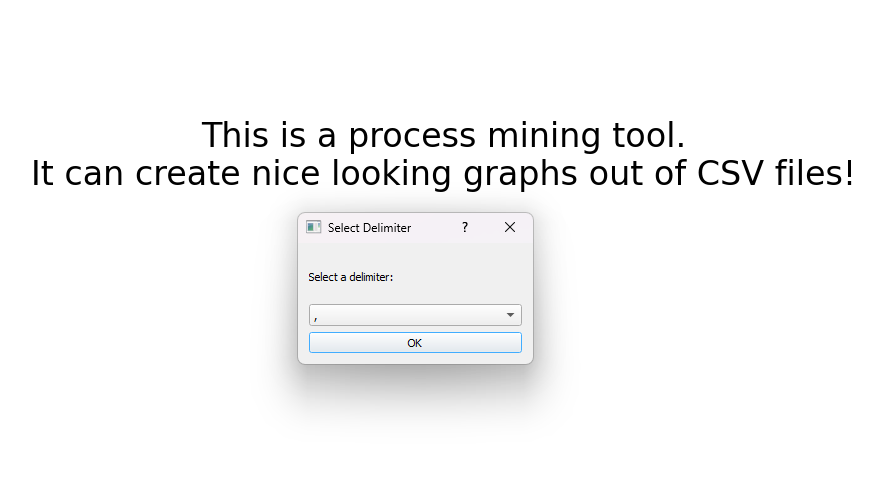 This is a process mining tool.
It can create nice looking graphs out of CSV files!
Select Delimiter ?
Select a delimiter:
,
OK